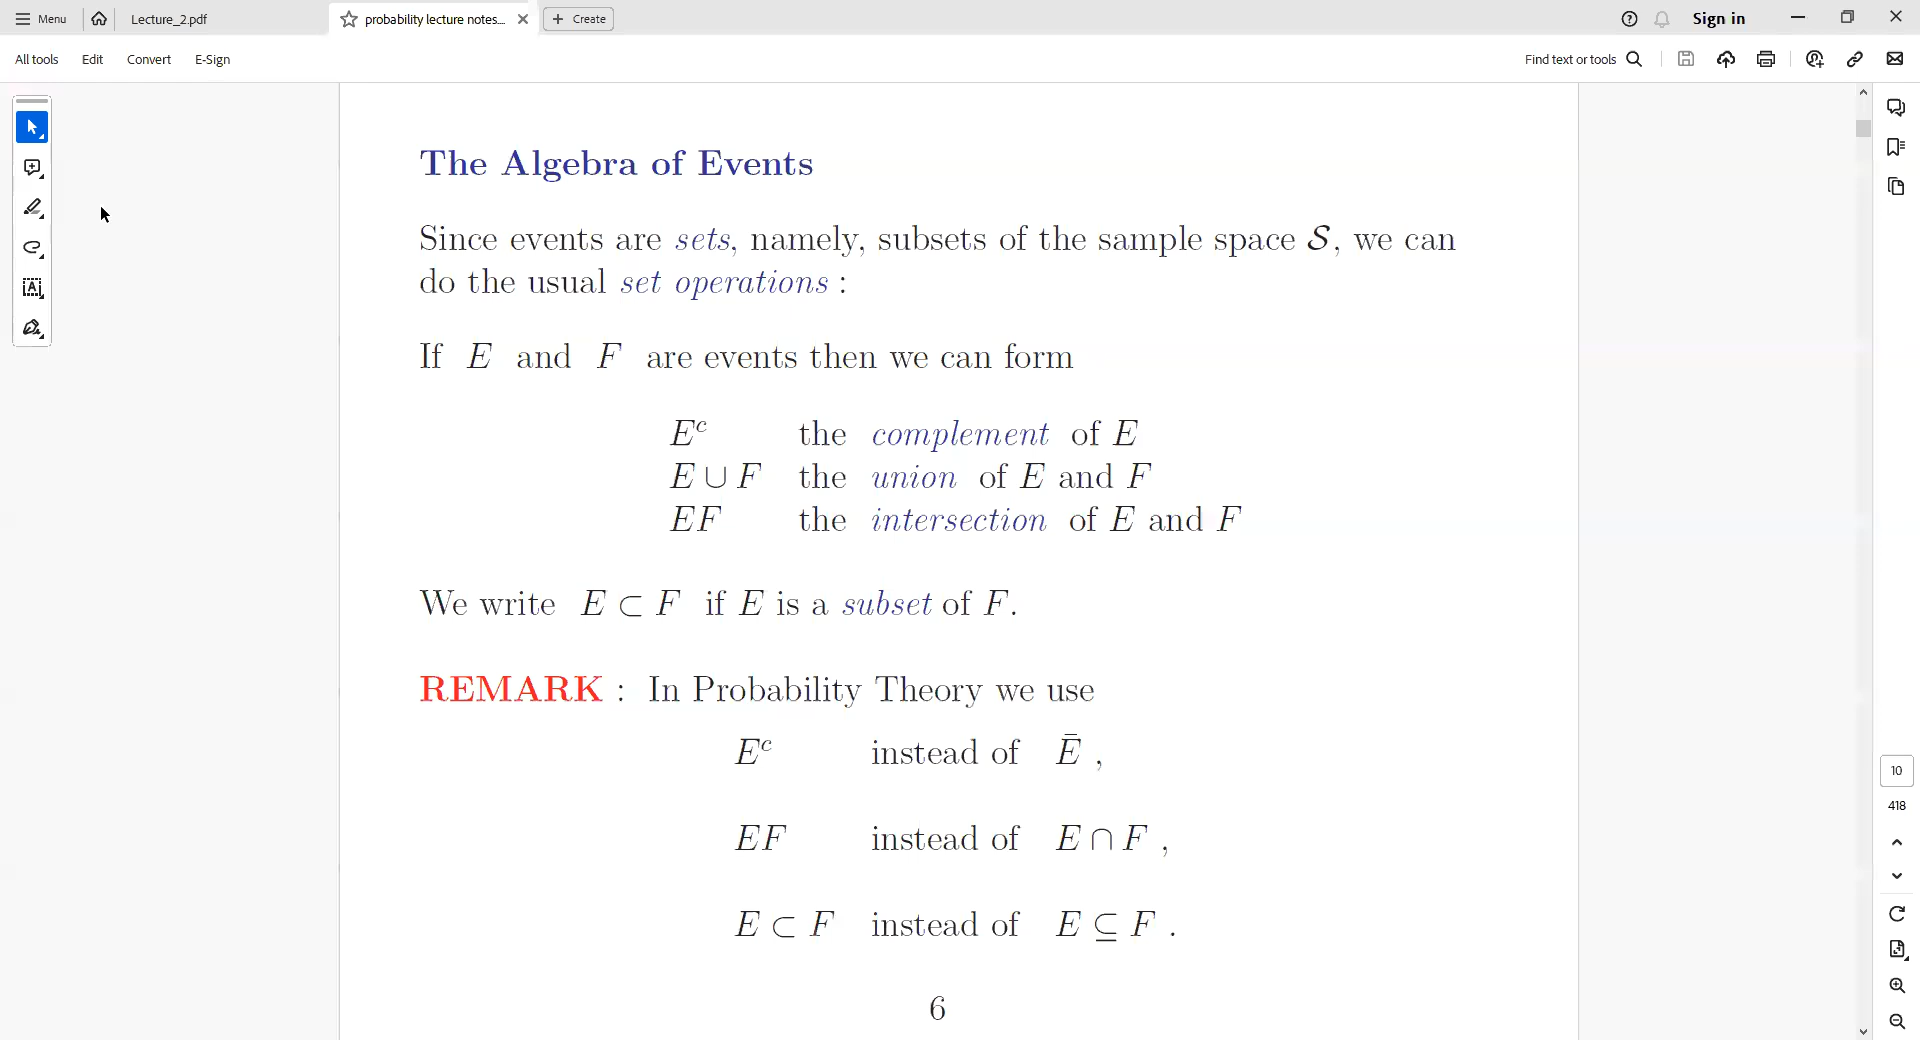 Menu Lecture_2.pdf probability lecture notes... Create Sign in
All tools Edit Convert E-Sign Find text or tools
The Algebra of Events
Since events are sets, namely, subsets of the sample space 𝒮, we can
do the usual set operations :
If E and F are events then we can form
Eᶜ the complement of E
E ∪ F the union of E and F
EF the intersection of E and F
We write E ⊂ F if E is a subset of F.
REMARK : In Probability Theory we use
Eᶜ instead of Ē ,
EF instead of E ∩ F ,
E ⊂ F instead of E ⊆ F .
6
10
418